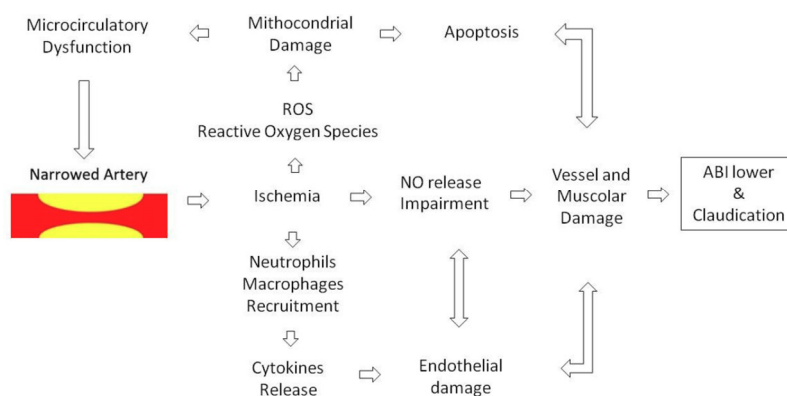 Microcirculatory
Dysfunction
Mithocondrial
Damage
Apoptosis
ROS
Reactive Oxygen Species
Narrowed Artery
Ischemia
NO release
Impairment
Vessel and
Muscolar
Damage
ABI lower
&
Claudication
Neutrophils
Macrophages
Recruitment
Cytokines
Release
Endothelial
damage